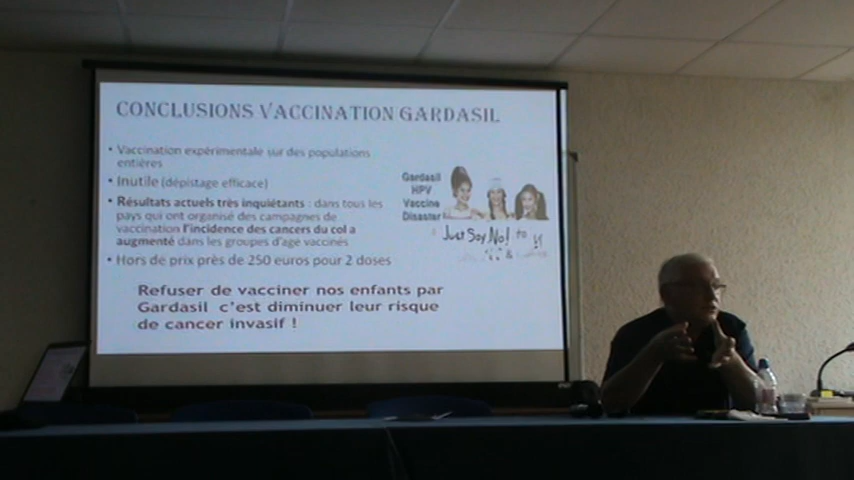 CONCLUSIONS VACCINATION GARDASIL
• Vaccination expérimentale sur des populations
entières
• Inutile (dépistage efficace)
• Résultats actuels très inquiétants : dans tous les
pays qui ont organisé des campagnes de
vaccination l'incidence des cancers du col a
augmenté dans les groupes d'age vaccinés
• Hors de prix près de 250 euros pour 2 doses
Gardasil
HPV
Vaccine
Disaster
Just Say No! to
&
Refuser de vacciner nos enfants par
Gardasil c'est diminuer leur risque
de cancer invasif !